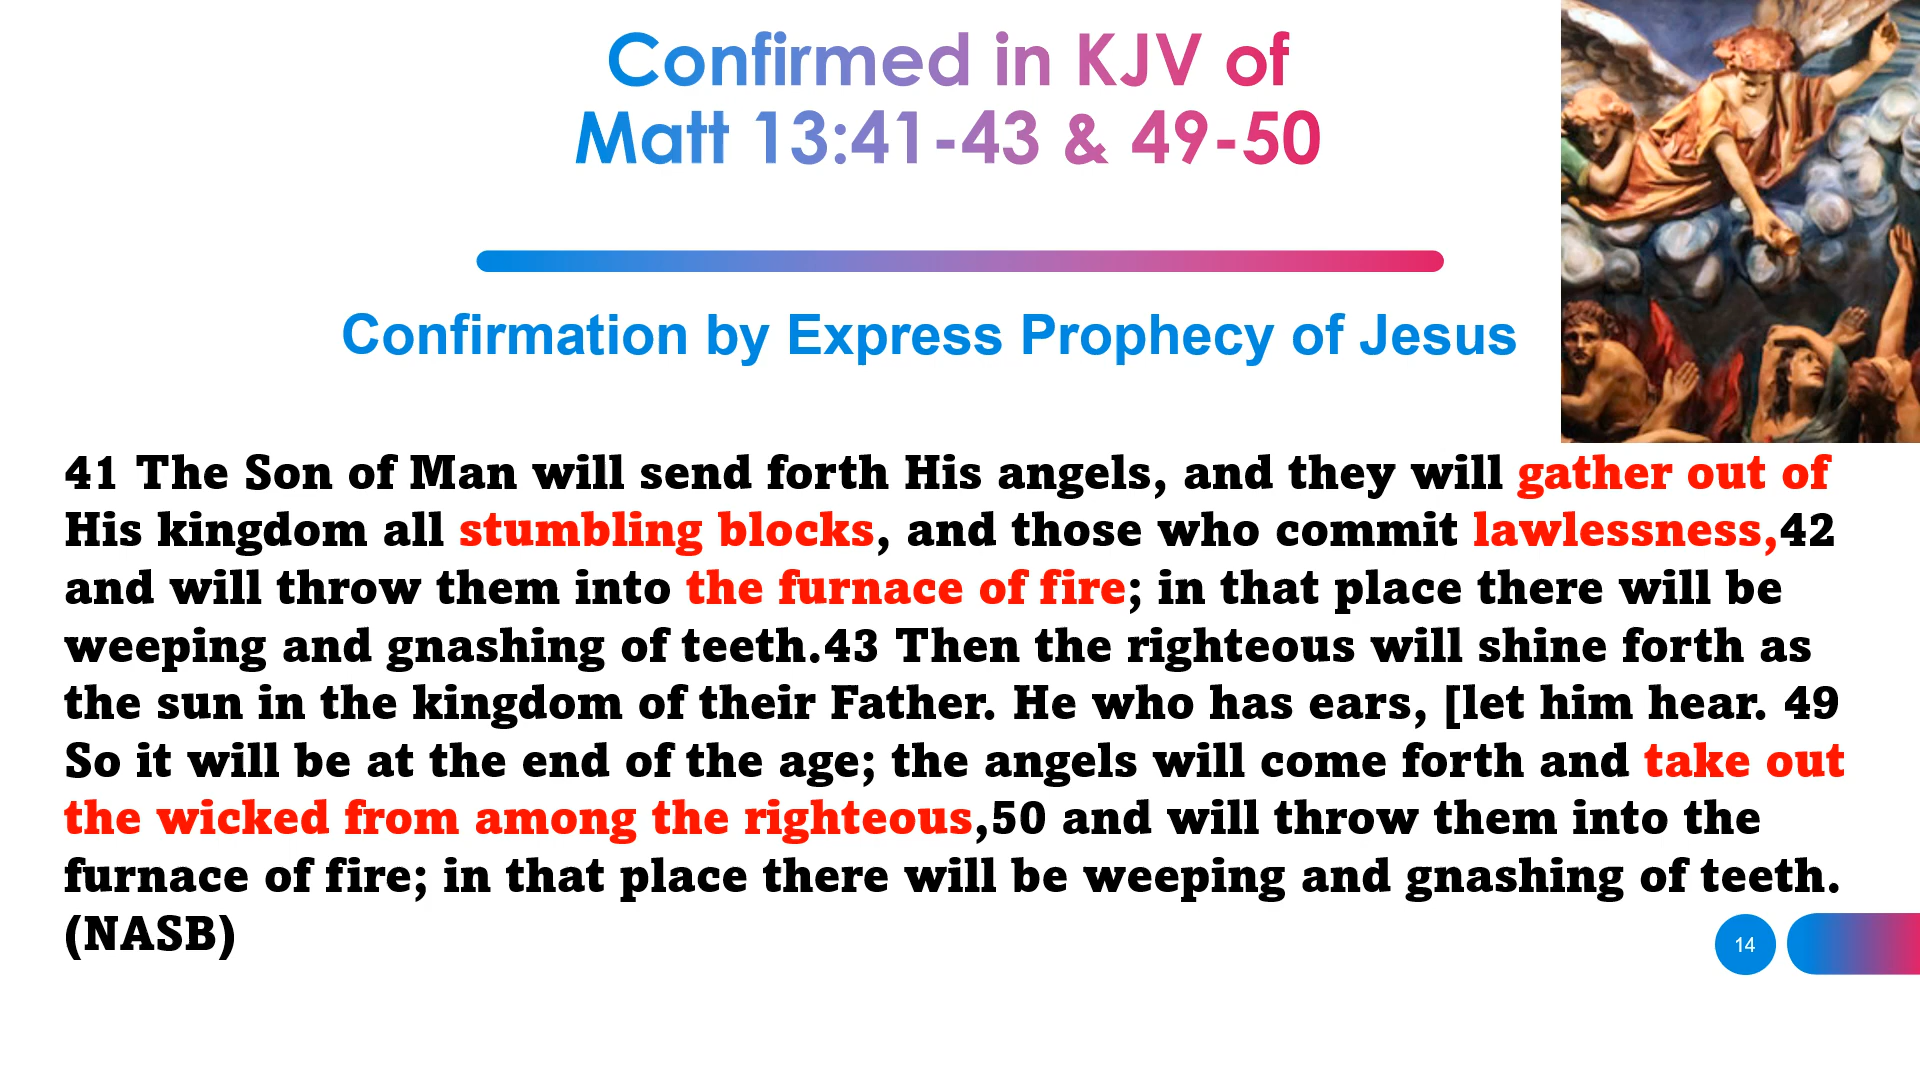 Confirmed in KJV of
Matt 13:41-43 & 49-50
Confirmation by Express Prophecy of Jesus
41 The Son of Man will send forth His angels, and they will gather out of
His kingdom all stumbling blocks, and those who commit lawlessness,42
and will throw them into the furnace of fire; in that place there will be
weeping and gnashing of teeth.43 Then the righteous will shine forth as
the sun in the kingdom of their Father. He who has ears, [let him hear. 49
So it will be at the end of the age; the angels will come forth and take out
the wicked from among the righteous,50 and will throw them into the
furnace of fire; in that place there will be weeping and gnashing of teeth.
(NASB)
14